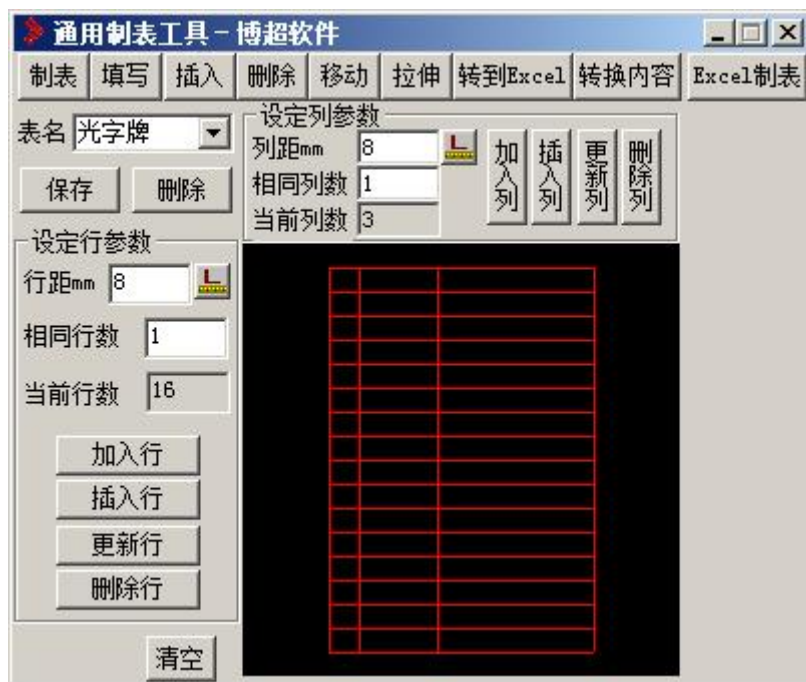 通用制表工具-博超软件
制表 填写 插入 删除 移动 拉伸 转到Excel 转换内容 Excel制表
表名 光字牌
保存 删除
设定列参数
列距mm 8
相同列数 1
当前列数 3
加入列 插入列 更新列 删除列
设定行参数
行距mm 8
相同行数 1
当前行数 16
加入行
插入行
更新行
删除行
清空